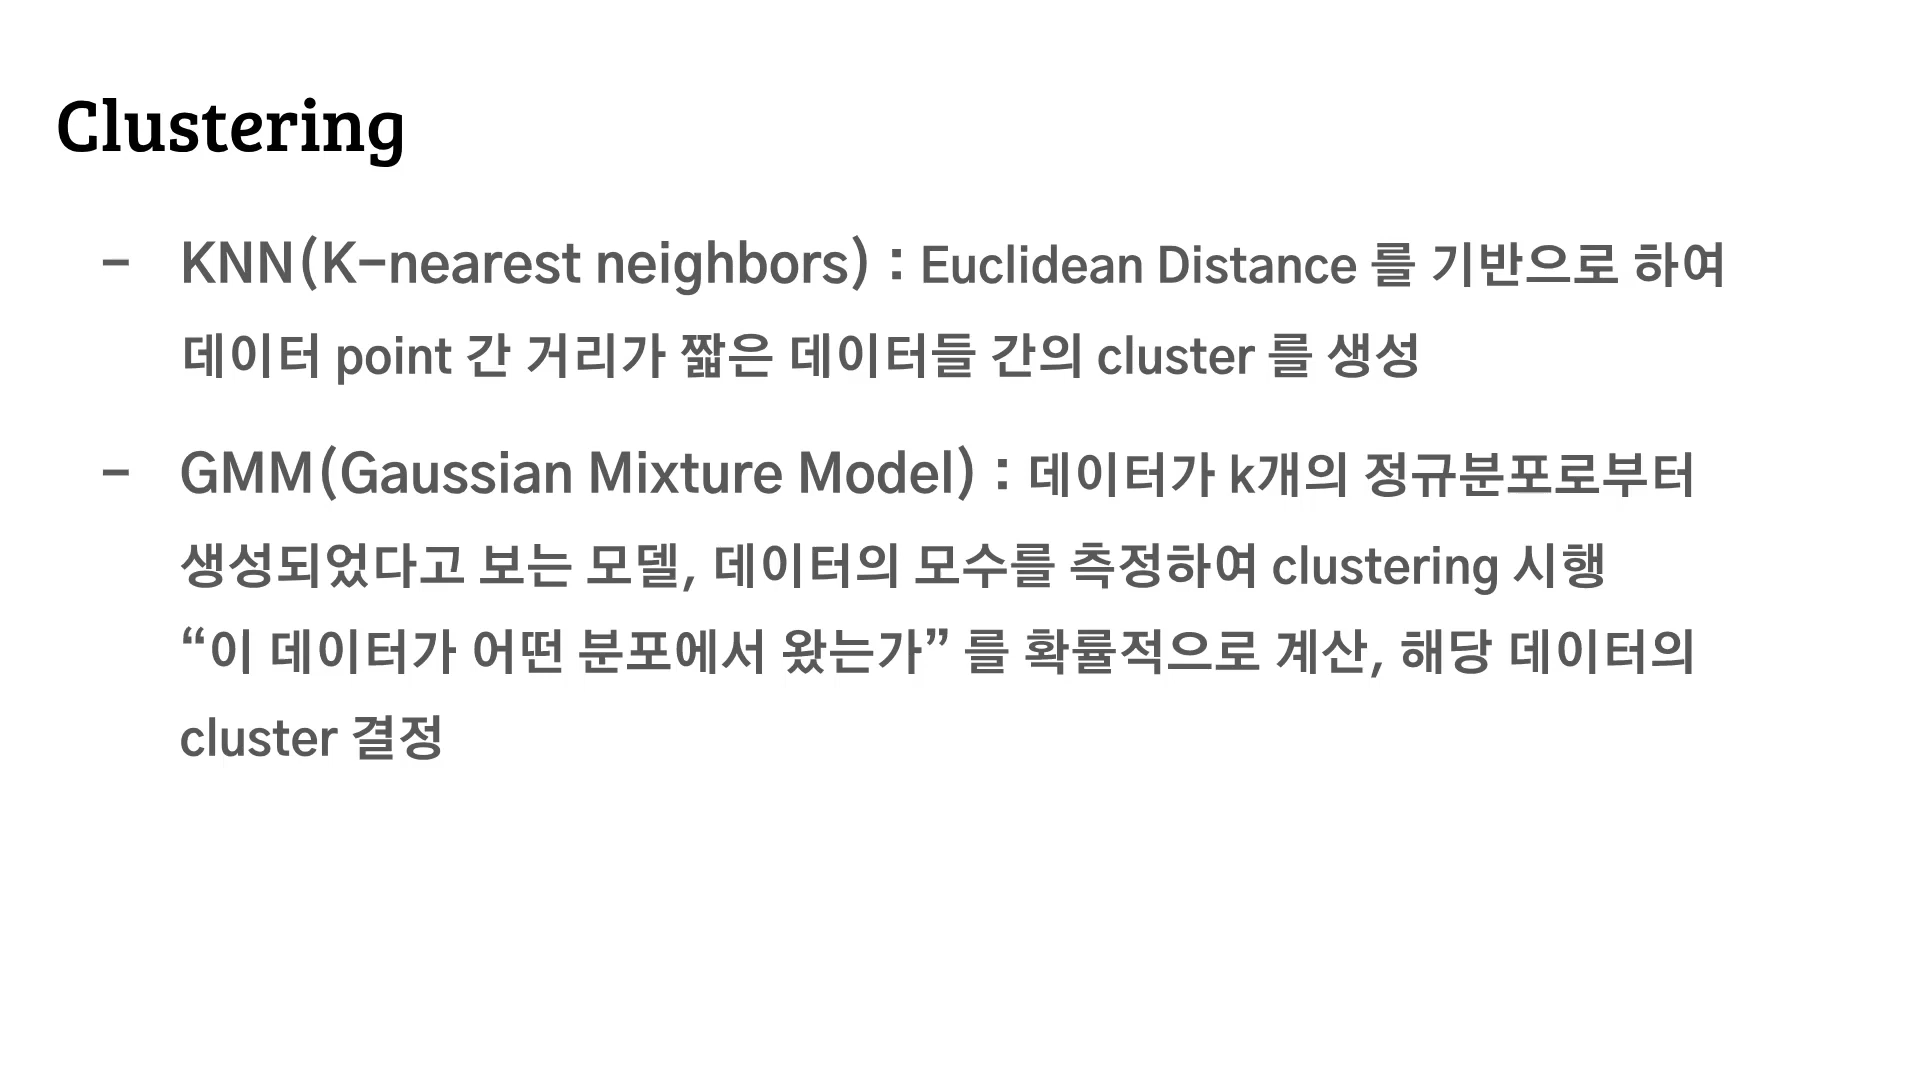 Clustering
- KNN(K-nearest neighbors) : Euclidean Distance 를 기반으로 하여
데이터 point 간 거리가 짧은 데이터들 간의 cluster 를 생성
- GMM(Gaussian Mixture Model) : 데이터가 k개의 정규분포로부터
생성되었다고 보는 모델, 데이터의 모수를 측정하여 clustering 시행
“이 데이터가 어떤 분포에서 왔는가” 를 확률적으로 계산, 해당 데이터의
cluster 결정